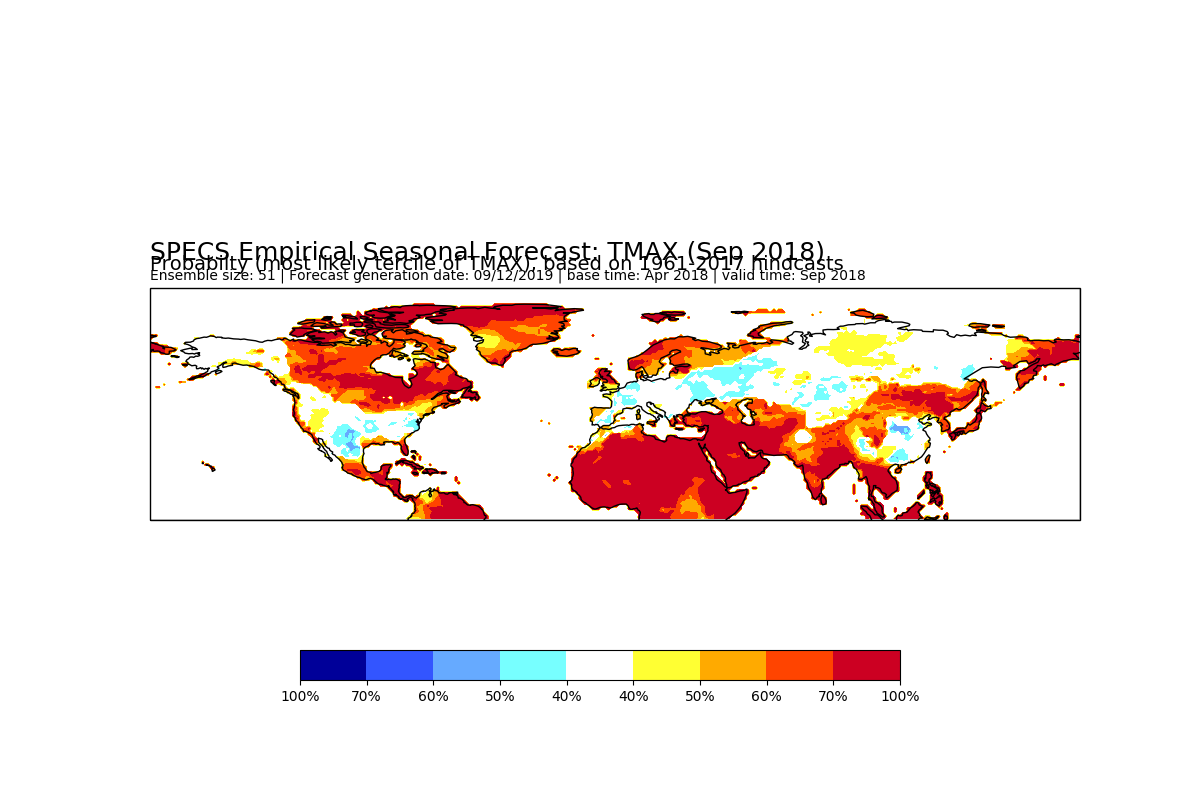 SPECS Empirical Seasonal Forecast: TMAX (Sep 2018)
Probabilty (most likely tercile of TMAX), based on 1961-2017 hindcasts
Ensemble size: 51 | Forecast generation date: 09/12/2019 | base time: Apr 2018 | valid time: Sep 2018
100% 70% 60% 50% 40% 40% 50% 60% 70% 100%